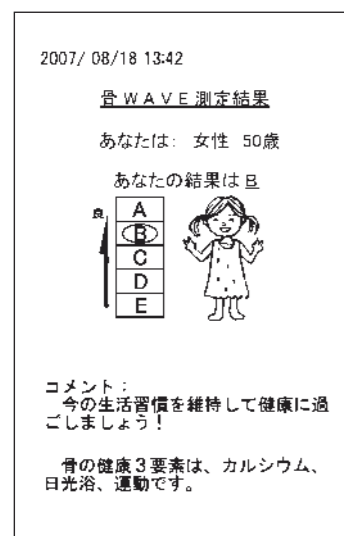 2007/ 08/18 13:42
骨WAVE測定結果
あなたは: 女性 50歳
あなたの結果は B
良
A
B
C
D
E
コメント：
今の生活習慣を維持して健康に過
ごしましょう！
骨の健康３要素は、カルシウム、
日光浴、運動です。